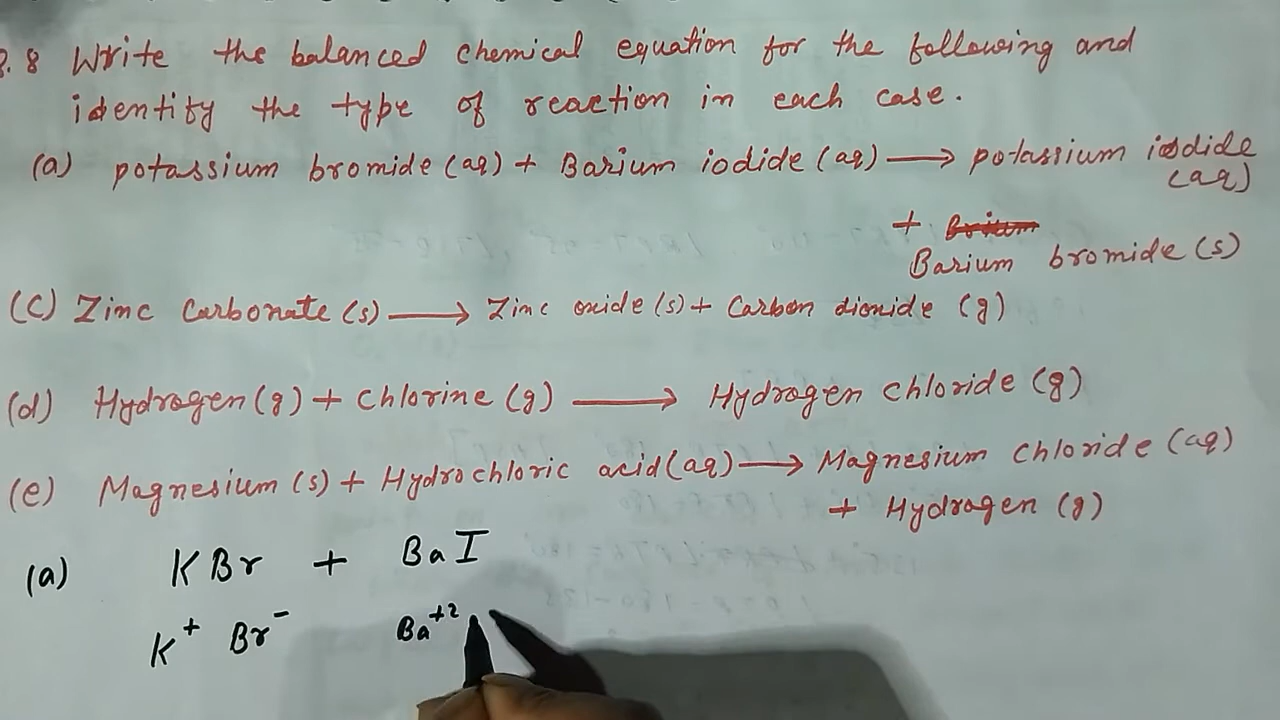 8 Write the balanced chemical equation for the following and
identify the type of reaction in each case.
(a) potassium bromide (aq) + Barium iodide (aq) ⟶ potassium iodide
(aq)
+
Barium bromide (s)
(C) Zinc Carbonate (s) ⟶ Zinc oxide (s) + Carbon dioxide (g)
(d) Hydrogen (g) + Chlorine (g) ⟶ Hydrogen chloride (g)
(e) Magnesium (s) + Hydrochloric acid (aq) ⟶ Magnesium chloride (aq)
+ Hydrogen (g)
(a) KBr + BaI
K⁺ Br⁻ Ba⁺²